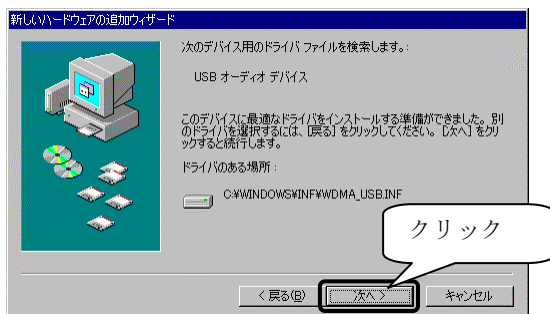 新しいハードウェアの追加ウィザード
次のデバイス用のドライバ ファイルを検索します。:
USB オーディオ デバイス
このデバイスに最適なドライバをインストールする準備ができました。別
のドライバを選択するには、[戻る] をクリックしてください。[次へ] をクリ
ックすると続行します。
ドライバのある場所 :
C:¥WINDOWS¥INF¥WDMA_USB.INF
クリック
< 戻る(B)
次へ >
キャンセル